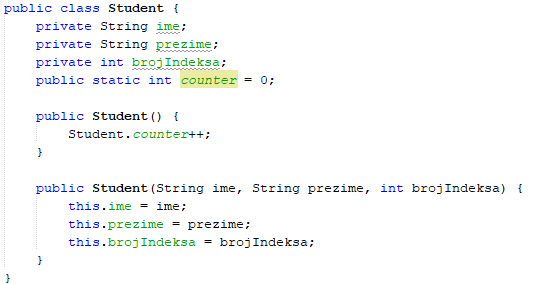 public class Student {
    private String ime;
    private String prezime;
    private int brojIndeksa;
    public static int counter = 0;

    public Student() {
        Student.counter++;
    }

    public Student(String ime, String prezime, int brojIndeksa) {
        this.ime = ime;
        this.prezime = prezime;
        this.brojIndeksa = brojIndeksa;
    }
}